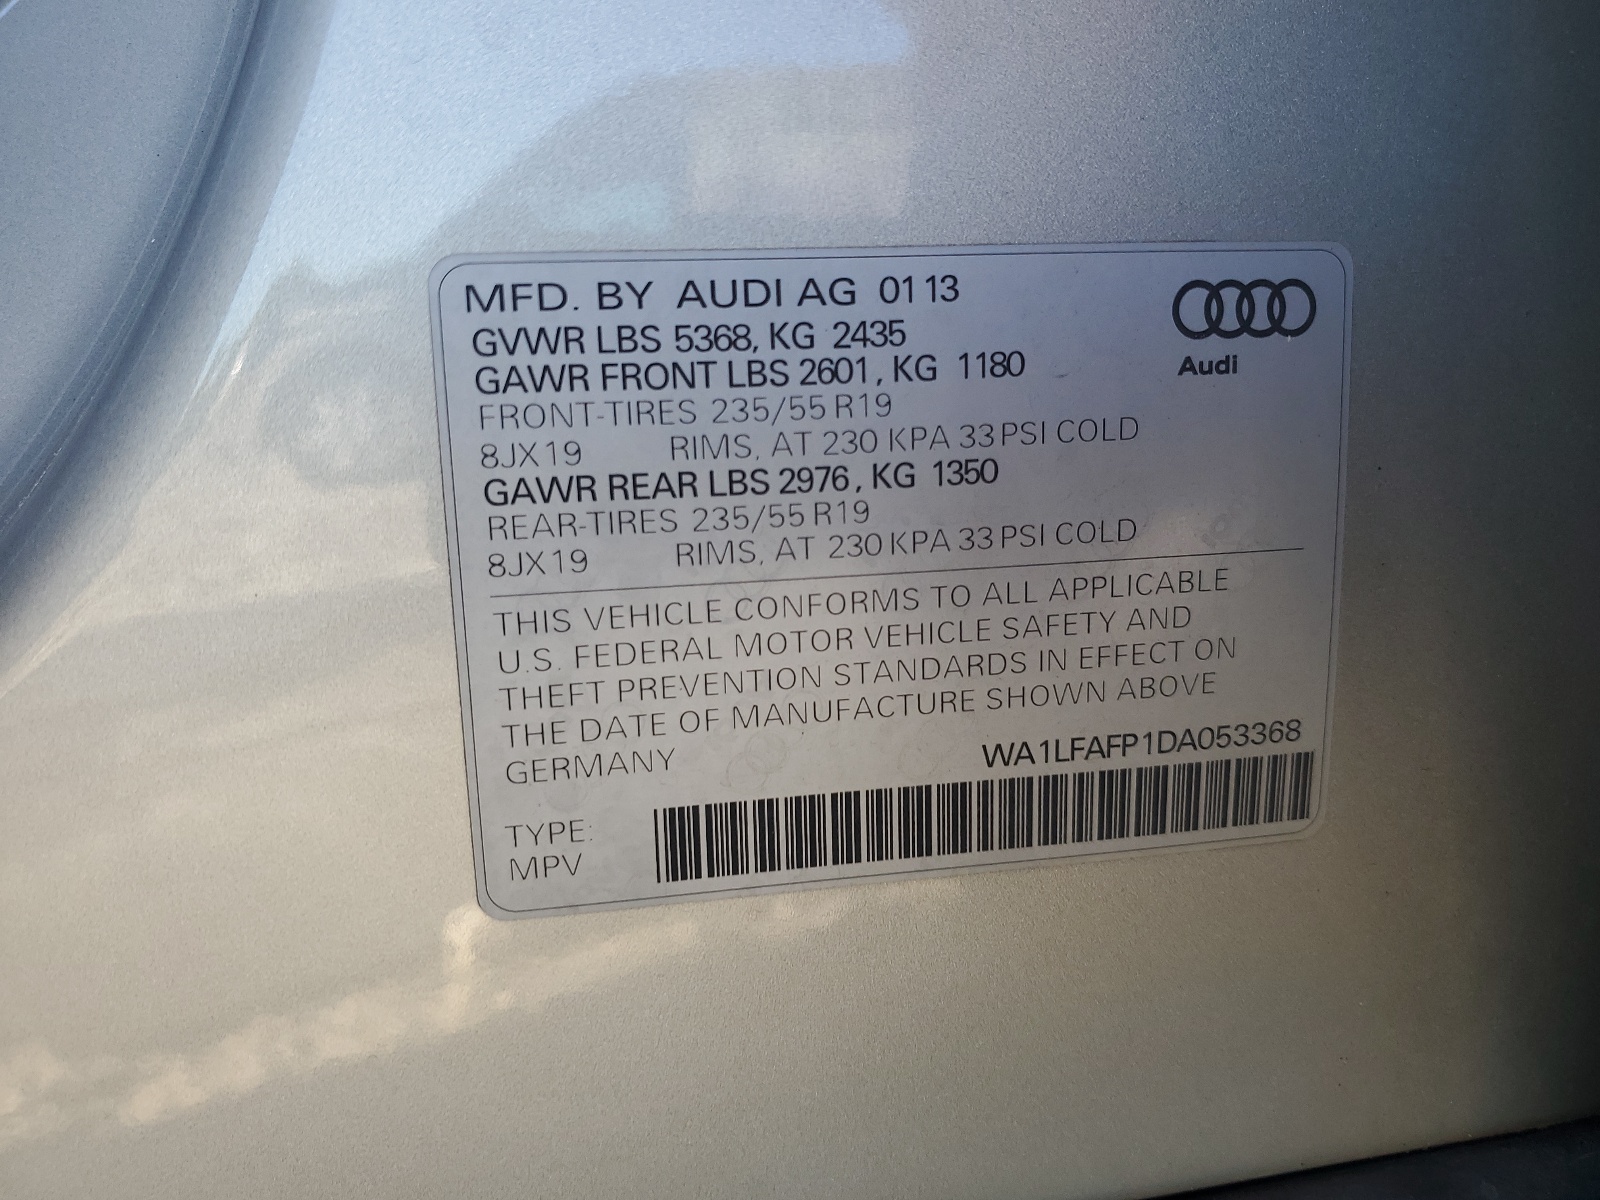 MFD. BY AUDI AG 01 13
GVWR LBS 5368, KG 2435
GAWR FRONT LBS 2601, KG 1180
FRONT-TIRES 235/55 R19
8JX19 RIMS, AT 230 KPA 33 PSI COLD
GAWR REAR LBS 2976, KG 1350
REAR-TIRES 235/55 R19
8JX19 RIMS, AT 230 KPA 33 PSI COLD
Audi
THIS VEHICLE CONFORMS TO ALL APPLICABLE
U.S. FEDERAL MOTOR VEHICLE SAFETY AND
THEFT PREVENTION STANDARDS IN EFFECT ON
THE DATE OF MANUFACTURE SHOWN ABOVE
GERMANY WA1LFAFP1DA053368
TYPE:
MPV